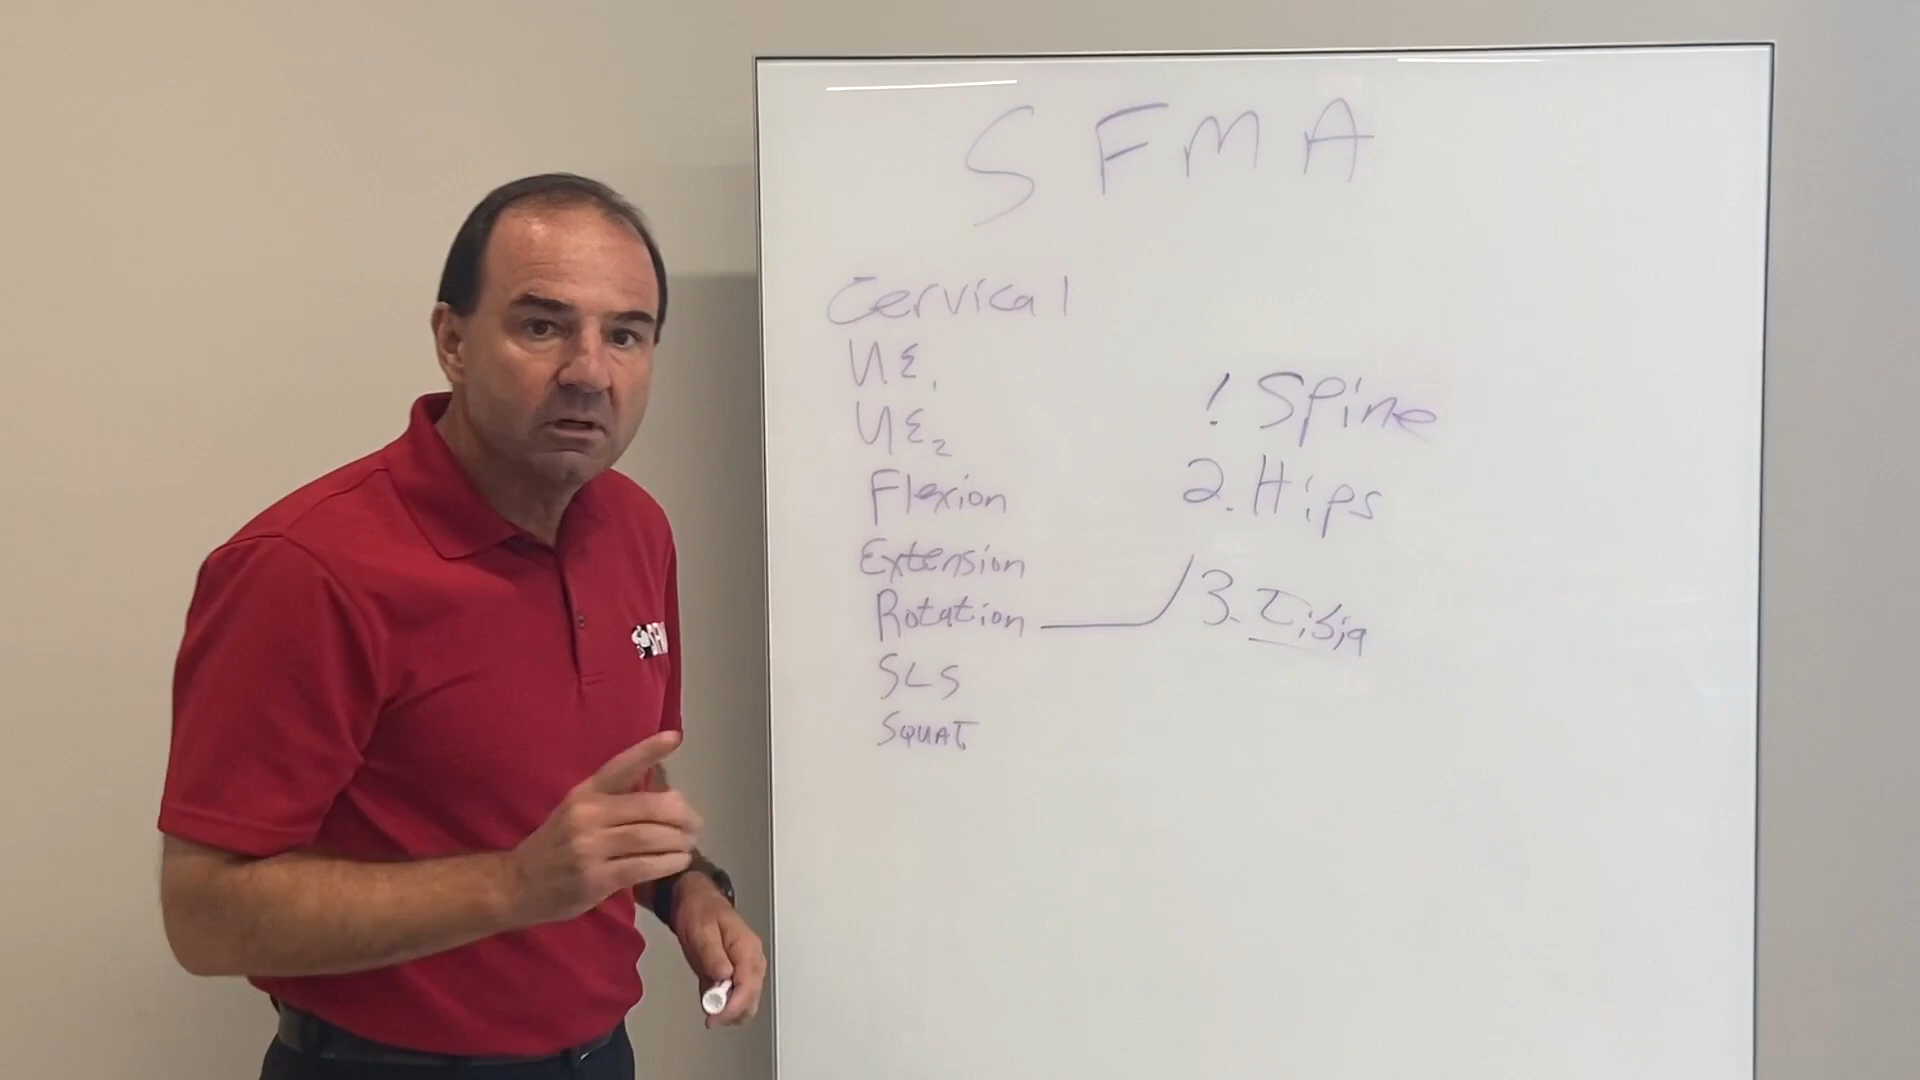 SFMA
Cervical
UE1
UE2
Flexion
Extension
Rotation
SLS
SQUAT
1 Spine
2. Hips
3. Tibia